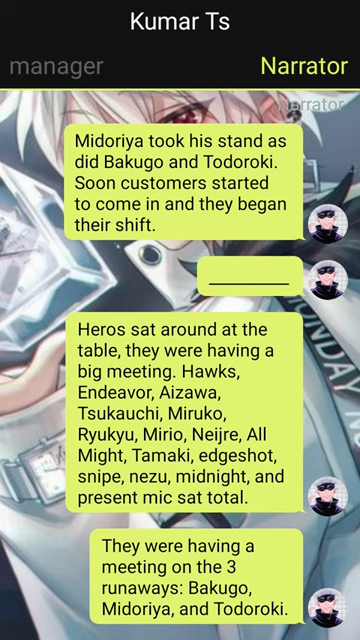 Kumar Ts
manager
Narrator
Narrator
Midoriya took his stand as
did Bakugo and Todoroki.
Soon customers started
to come in and they began
their shift.
___________
Heros sat around at the
table, they were having a
big meeting. Hawks,
Endeavor, Aizawa,
Tsukauchi, Miruko,
Ryukyu, Mirio, Neijre, All
Might, Tamaki, edgeshot,
snipe, nezu, midnight, and
present mic sat total.
They were having a
meeting on the 3
runaways: Bakugo,
Midoriya, and Todoroki.